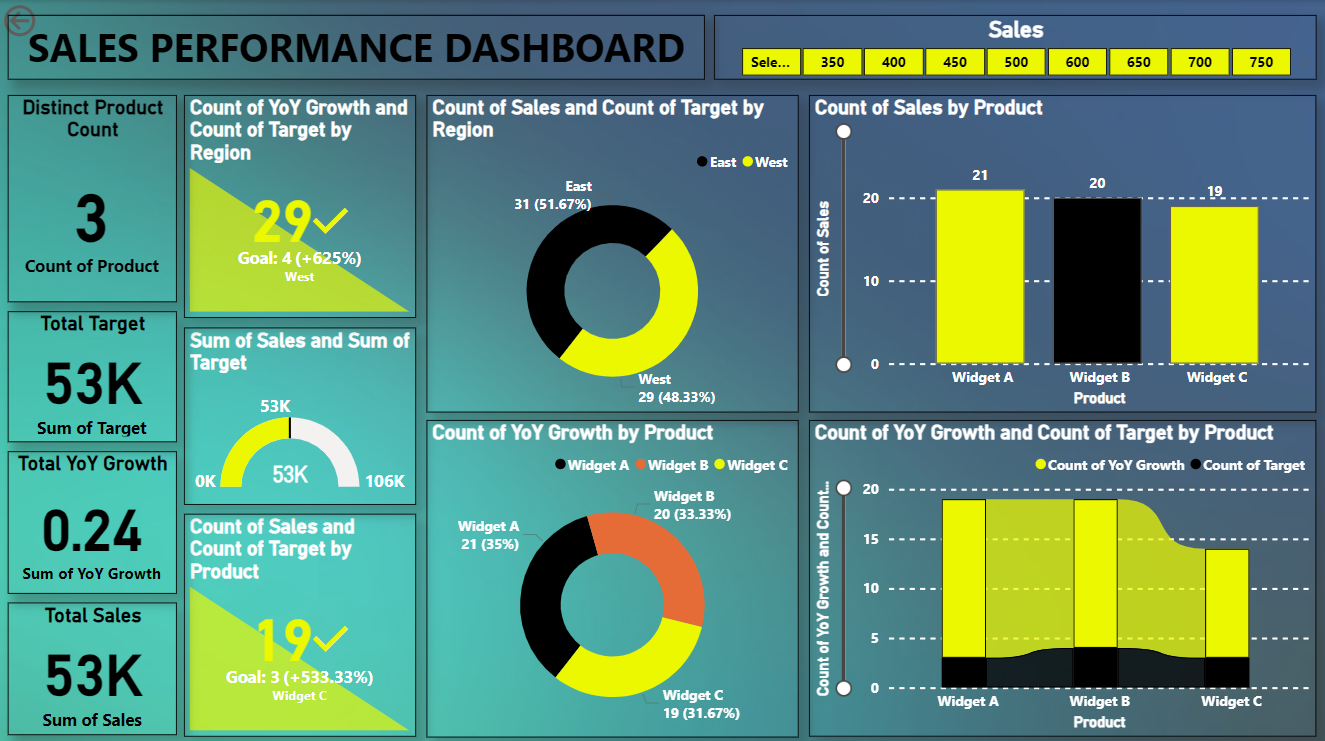 SALES PERFORMANCE DASHBOARD
Sales
Sele... 350 400 450 500 600 650 700 750
Distinct Product
Count
3
Count of Product
Total Target
53K
Sum of Target
Total YoY Growth
0.24
Sum of YoY Growth
Total Sales
53K
Sum of Sales
Count of YoY Growth and
Count of Target by
Region
29
Goal: 4 (+625%)
West
Sum of Sales and Sum of
Target
53K
0K
53K
106K
Count of Sales and
Count of Target by
Product
19
Goal: 3 (+533.33%)
Widget C
Count of Sales and Count of Target by
Region
East West
East
31 (51.67%)
West
29 (48.33%)
Count of YoY Growth by Product
Widget A Widget B Widget C
Widget B
20 (33.33%)
Widget A
21 (35%)
Widget C
19 (31.67%)
Count of Sales by Product
Count of Sales
20
10
0
21
20
19
Widget A Widget B Widget C
Product
Count of YoY Growth and Count of Target by Product
Count of YoY Growth Count of Target
Count of YoY Growth and Count...
20
15
10
5
0
Widget A Widget B Widget C
Product